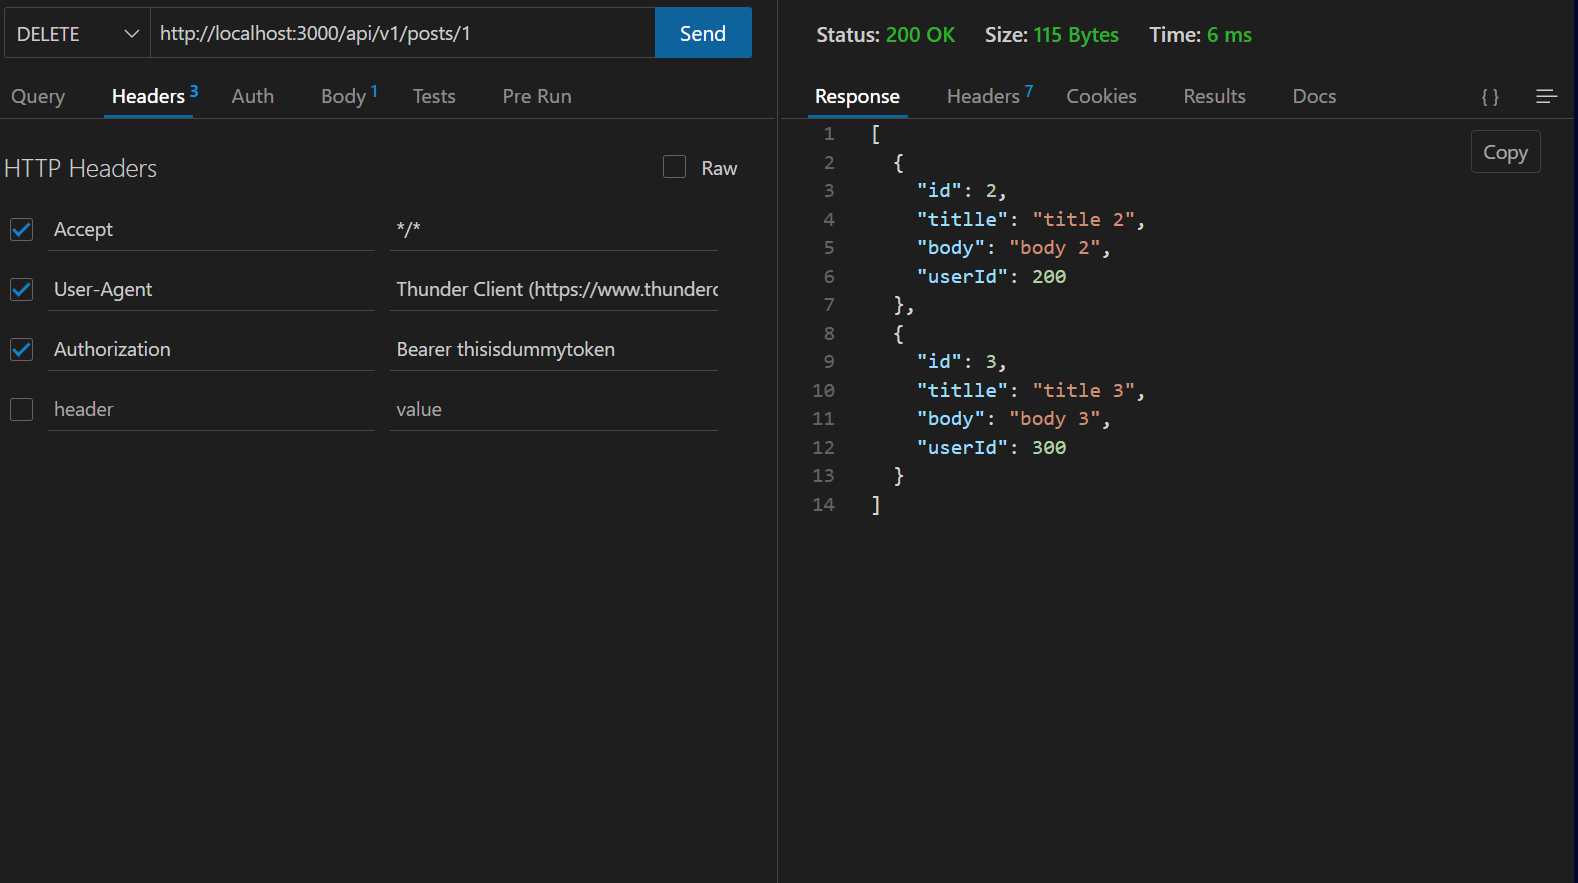 DELETE http://localhost:3000/api/v1/posts/1 Send
Query Headers 3 Auth Body 1 Tests Pre Run
HTTP Headers Raw
Accept */*
User-Agent Thunder Client (https://www.thunderc
Authorization Bearer thisisdummytoken
header value
Status: 200 OK Size: 115 Bytes Time: 6 ms
Response Headers 7 Cookies Results Docs { }
Copy
1 [
2 {
3 "id": 2,
4 "titlle": "title 2",
5 "body": "body 2",
6 "userId": 200
7 },
8 {
9 "id": 3,
10 "titlle": "title 3",
11 "body": "body 3",
12 "userId": 300
13 }
14 ]